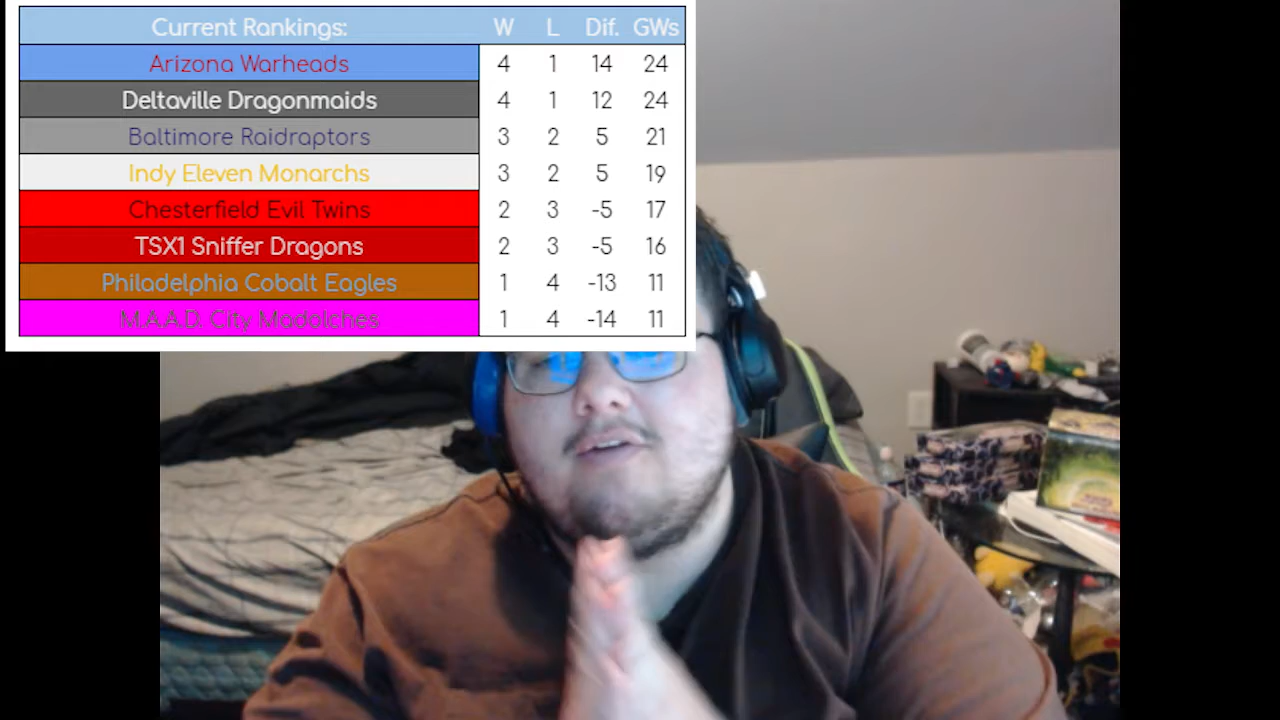 Current Rankings: W L Dif. GWs
Arizona Warheads 4 1 14 24
Deltaville Dragonmaids 4 1 12 24
Baltimore Raidraptors 3 2 5 21
Indy Eleven Monarchs 3 2 5 19
Chesterfield Evil Twins 2 3 -5 17
TSX1 Sniffer Dragons 2 3 -5 16
Philadelphia Cobalt Eagles 1 4 -13 11
M.A.A.D. City Madolches 1 4 -14 11